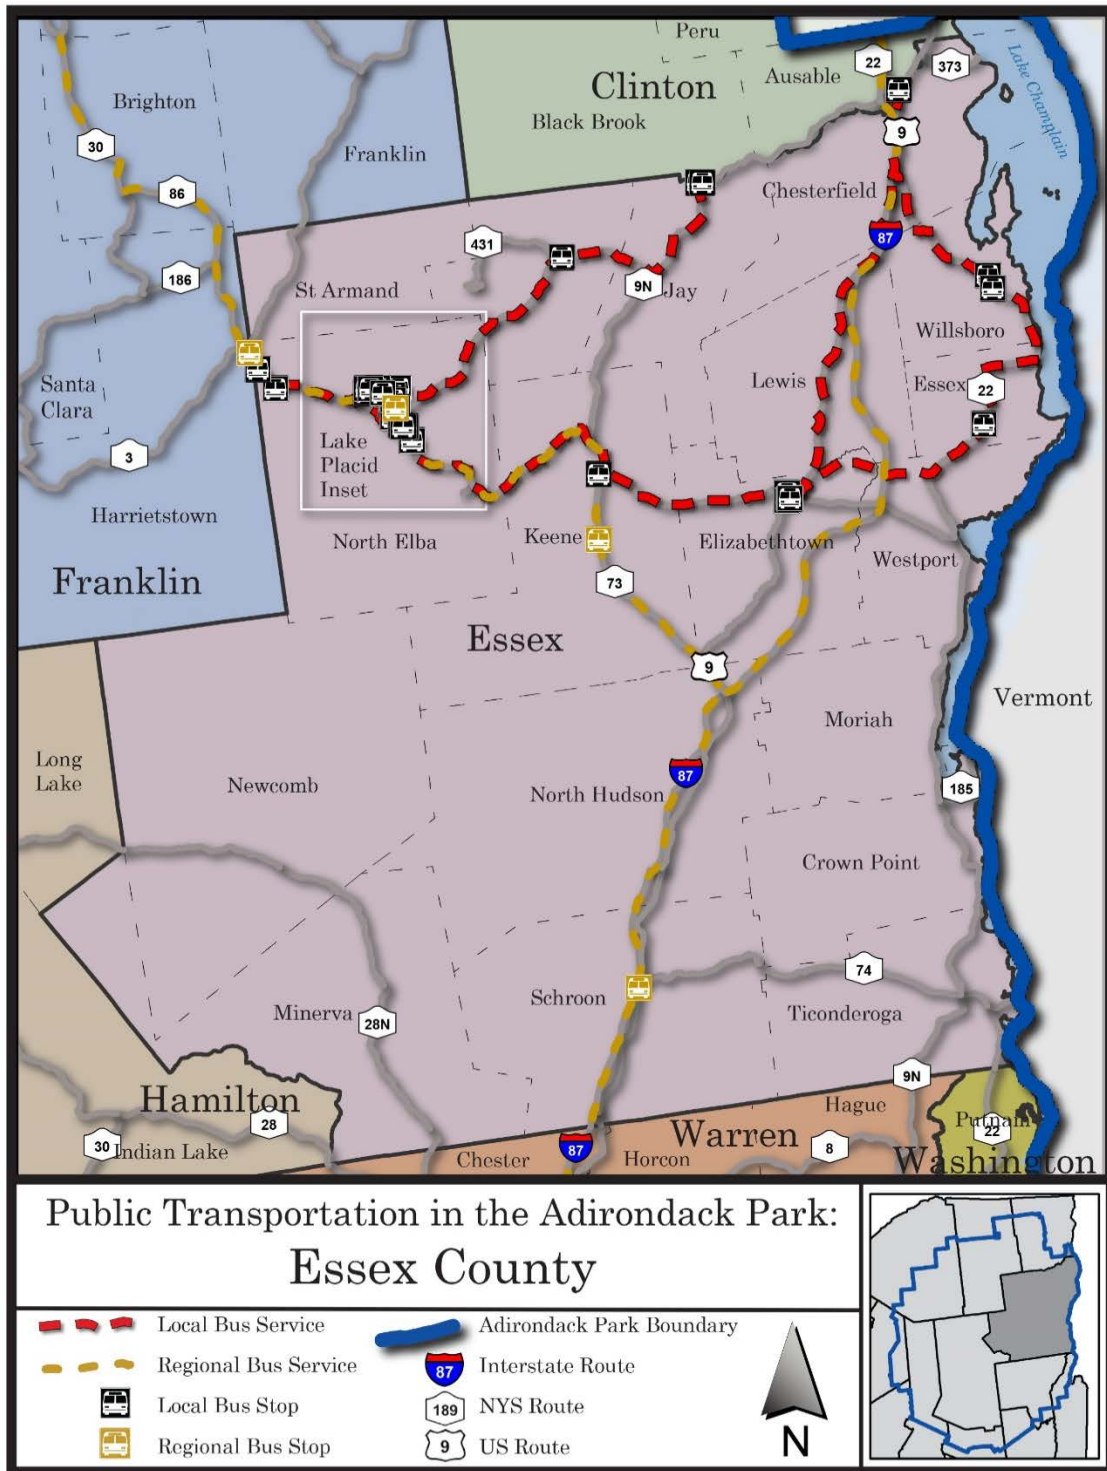 Peru
22
373
Clinton
Ausable
Lake Champlain
Brighton
Black Brook
9
30
Franklin
86
Chesterfield
431
87
186
St Armand
9N
Jay
Willsboro
Santa
Clara
Lewis
Essex
22
Lake
Placid
Inset
3
Harrietstown
North Elba
Keene
Elizabethtown
Westport
Franklin
73
Essex
9
Vermont
Moriah
Long
Lake
Newcomb
87
North Hudson
185
Crown Point
74
Schroon
Minerva
28N
Ticonderoga
9N
Hamilton
28
Hague
Putnam
22
30
Indian Lake
Warren
8
Chester
87
Horcon
Washington
Public Transportation in the Adirondack Park:
Essex County
Local Bus Service
Adirondack Park Boundary
Regional Bus Service
87
Interstate Route
Local Bus Stop
189
NYS Route
Regional Bus Stop
9
US Route
N